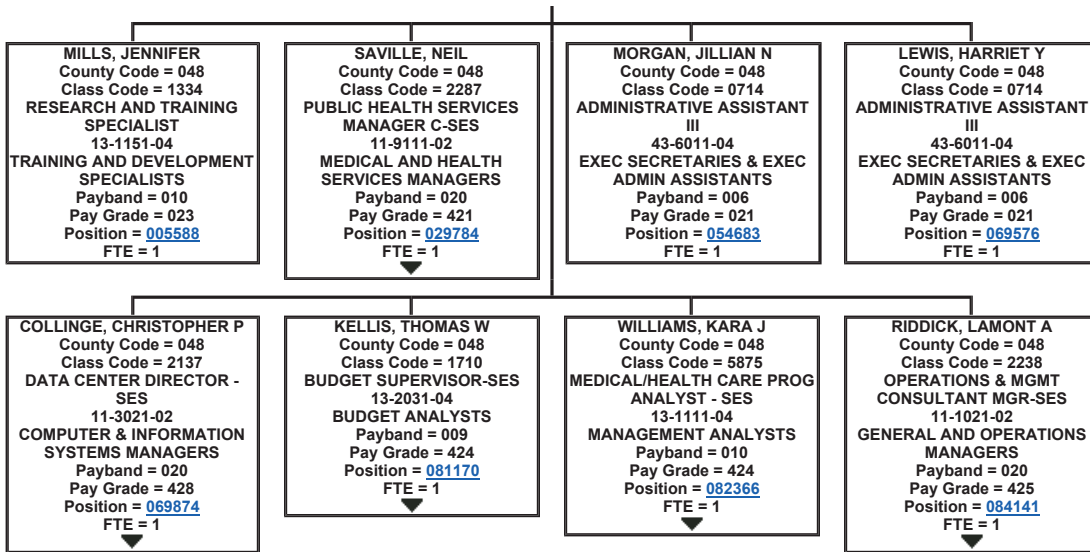 MILLS, JENNIFER
County Code = 048
Class Code = 1334
RESEARCH AND TRAINING
SPECIALIST
13-1151-04
TRAINING AND DEVELOPMENT
SPECIALISTS
Payband = 010
Pay Grade = 023
Position = 005588
FTE = 1
SAVILLE, NEIL
County Code = 048
Class Code = 2287
PUBLIC HEALTH SERVICES
MANAGER C-SES
11-9111-02
MEDICAL AND HEALTH
SERVICES MANAGERS
Payband = 020
Pay Grade = 421
Position = 029784
FTE = 1
MORGAN, JILLIAN N
County Code = 048
Class Code = 0714
ADMINISTRATIVE ASSISTANT
III
43-6011-04
EXEC SECRETARIES & EXEC
ADMIN ASSISTANTS
Payband = 006
Pay Grade = 021
Position = 054683
FTE = 1
LEWIS, HARRIET Y
County Code = 048
Class Code = 0714
ADMINISTRATIVE ASSISTANT
III
43-6011-04
EXEC SECRETARIES & EXEC
ADMIN ASSISTANTS
Payband = 006
Pay Grade = 021
Position = 069576
FTE = 1
COLLINGE, CHRISTOPHER P
County Code = 048
Class Code = 2137
DATA CENTER DIRECTOR -
SES
11-3021-02
COMPUTER & INFORMATION
SYSTEMS MANAGERS
Payband = 020
Pay Grade = 428
Position = 069874
FTE = 1
KELLIS, THOMAS W
County Code = 048
Class Code = 1710
BUDGET SUPERVISOR-SES
13-2031-04
BUDGET ANALYSTS
Payband = 009
Pay Grade = 424
Position = 081170
FTE = 1
WILLIAMS, KARA J
County Code = 048
Class Code = 5875
MEDICAL/HEALTH CARE PROG
ANALYST - SES
13-1111-04
MANAGEMENT ANALYSTS
Payband = 010
Pay Grade = 424
Position = 082366
FTE = 1
RIDDICK, LAMONT A
County Code = 048
Class Code = 2238
OPERATIONS & MGMT
CONSULTANT MGR-SES
11-1021-02
GENERAL AND OPERATIONS
MANAGERS
Payband = 020
Pay Grade = 425
Position = 084141
FTE = 1